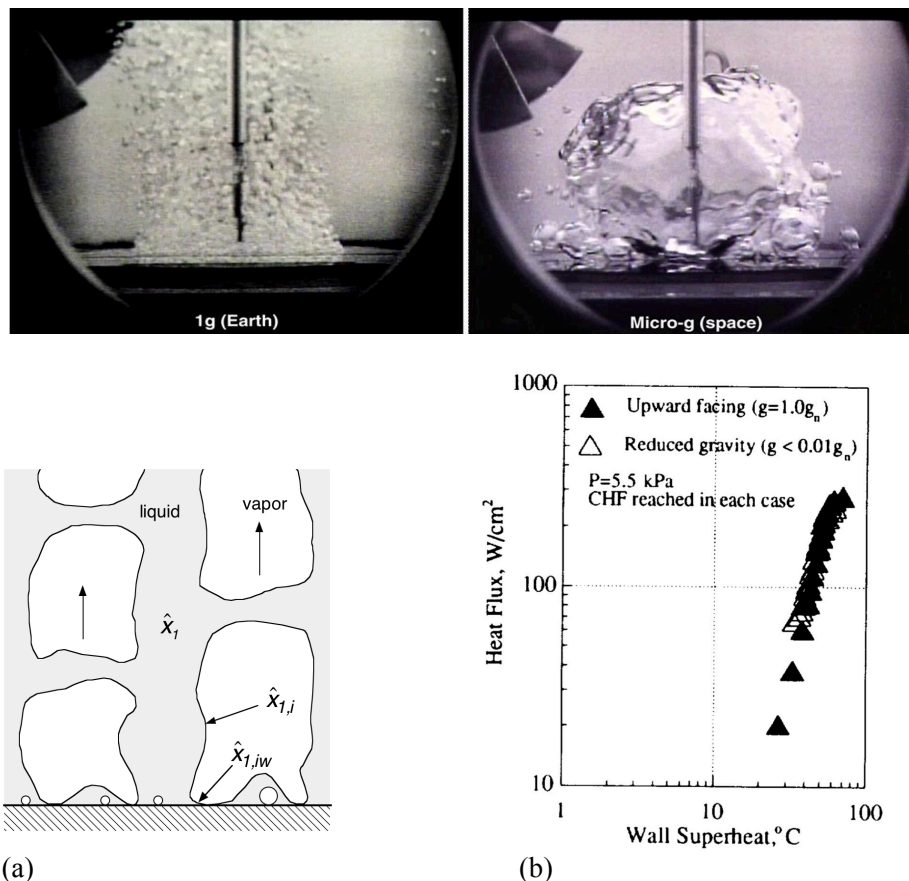 1g (Earth)
Micro-g (space)
liquid
vapor
x̂₁
x̂₁,ᵢ
x̂₁,ᵢw
(a)
1000
100
10
Heat Flux, W/cm²
▲ Upward facing (g=1.0gₙ)
△ Reduced gravity (g < 0.01gₙ)
P=5.5 kPa
CHF reached in each case
1
10
100
Wall Superheat,°C
(b)